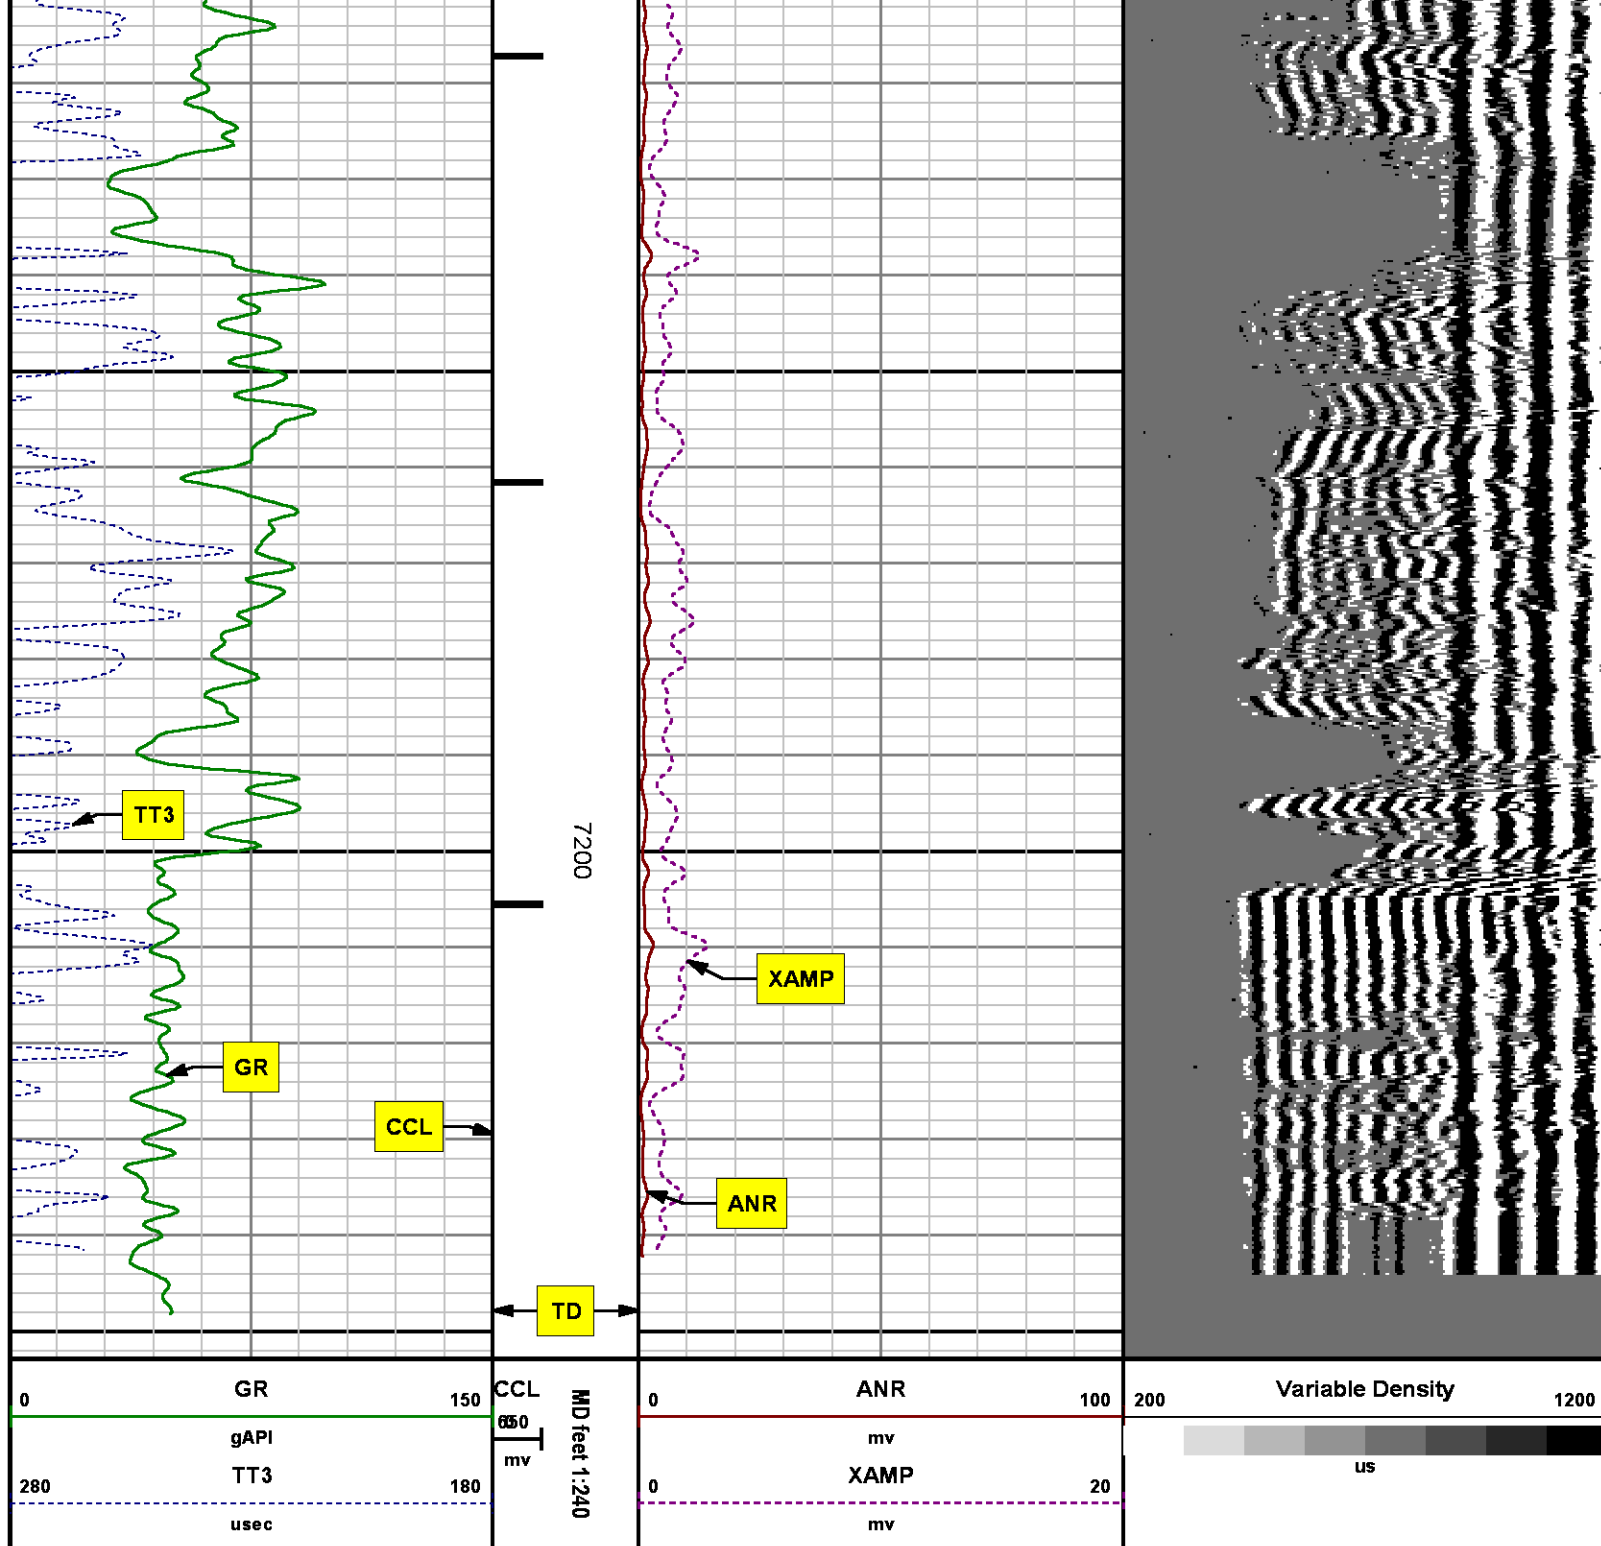 TT3
7200
XAMP
GR
CCL
ANR
TD
0 GR 150
gAPI
280 TT3 180
usec
CCL
mv
MD feet 1:240
0 ANR 100
mv
0 XAMP 20
mv
200 Variable Density 1200
us